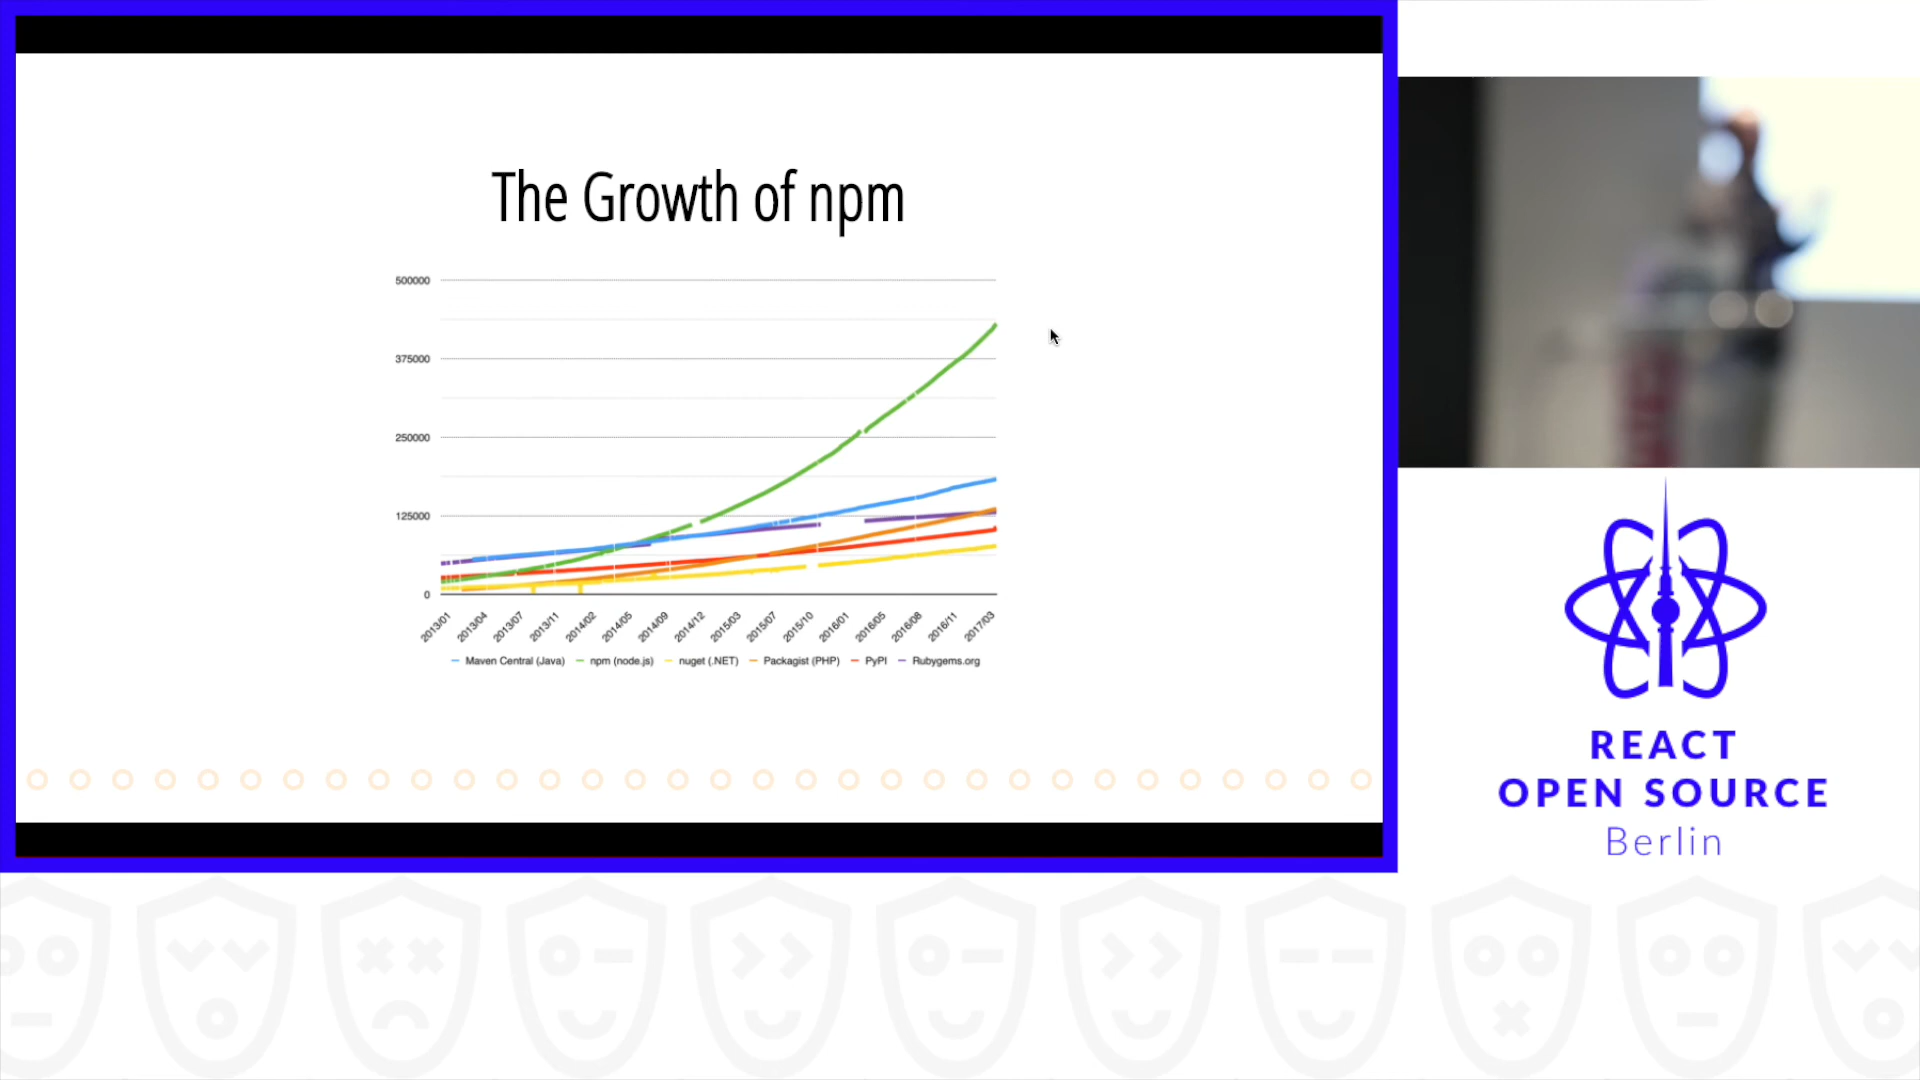 The Growth of npm
500000
375000
250000
125000
0
2013/01 2013/04 2013/07 2013/11 2014/02 2014/05 2014/09 2014/12 2015/03 2015/07 2015/10 2016/01 2016/05 2016/08 2016/11 2017/03
Maven Central (Java) npm (node.js) nuget (.NET) Packagist (PHP) PyPI Rubygems.org
REACT
OPEN SOURCE
Berlin